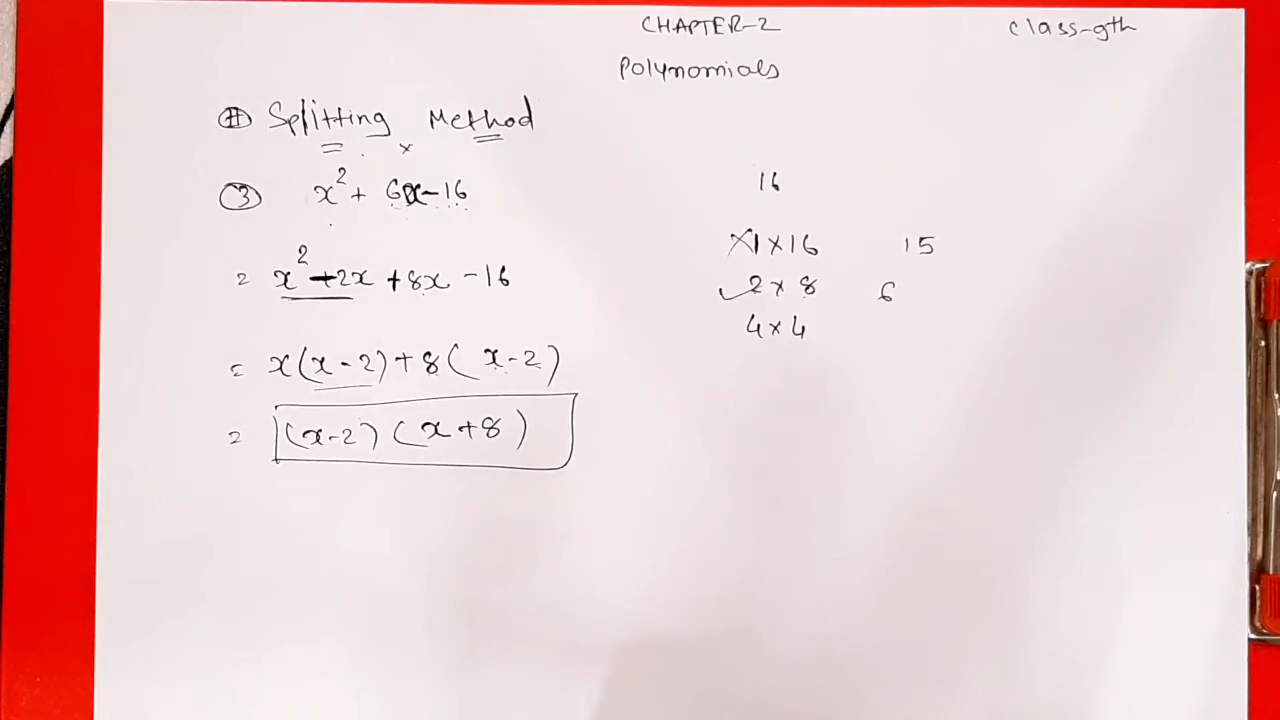 CHAPTER-2
Class-9th
Polynomials
# Splitting Method
③ x² + 6x - 16
= x² - 2x + 8x - 16
= x(x - 2) + 8(x - 2)
= (x - 2) (x + 8)
16
×1 × 16 15
✓2 × 8 6
4 × 4